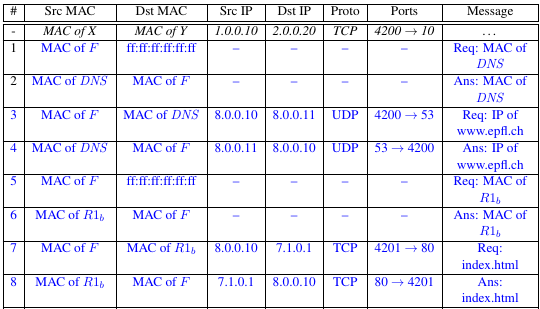 # Src MAC Dst MAC Src IP Dst IP Proto Ports Message
- MAC of X MAC of Y 1.0.0.10 2.0.0.20 TCP 4200 → 10 ...
1 MAC of F ff:ff:ff:ff:ff:ff – – – – Req: MAC of
DNS
2 MAC of DNS MAC of F – – – – Ans: MAC of
DNS
3 MAC of F MAC of DNS 8.0.0.10 8.0.0.11 UDP 4200 → 53 Req: IP of
www.epfl.ch
4 MAC of DNS MAC of F 8.0.0.11 8.0.0.10 UDP 53 → 4200 Ans: IP of
www.epfl.ch
5 MAC of F ff:ff:ff:ff:ff:ff – – – – Req: MAC of
R1b
6 MAC of R1b MAC of F – – – – Ans: MAC of
R1b
7 MAC of F MAC of R1b 8.0.0.10 7.1.0.1 TCP 4201 → 80 Req:
index.html
8 MAC of R1b MAC of F 7.1.0.1 8.0.0.10 TCP 80 → 4201 Ans:
index.html